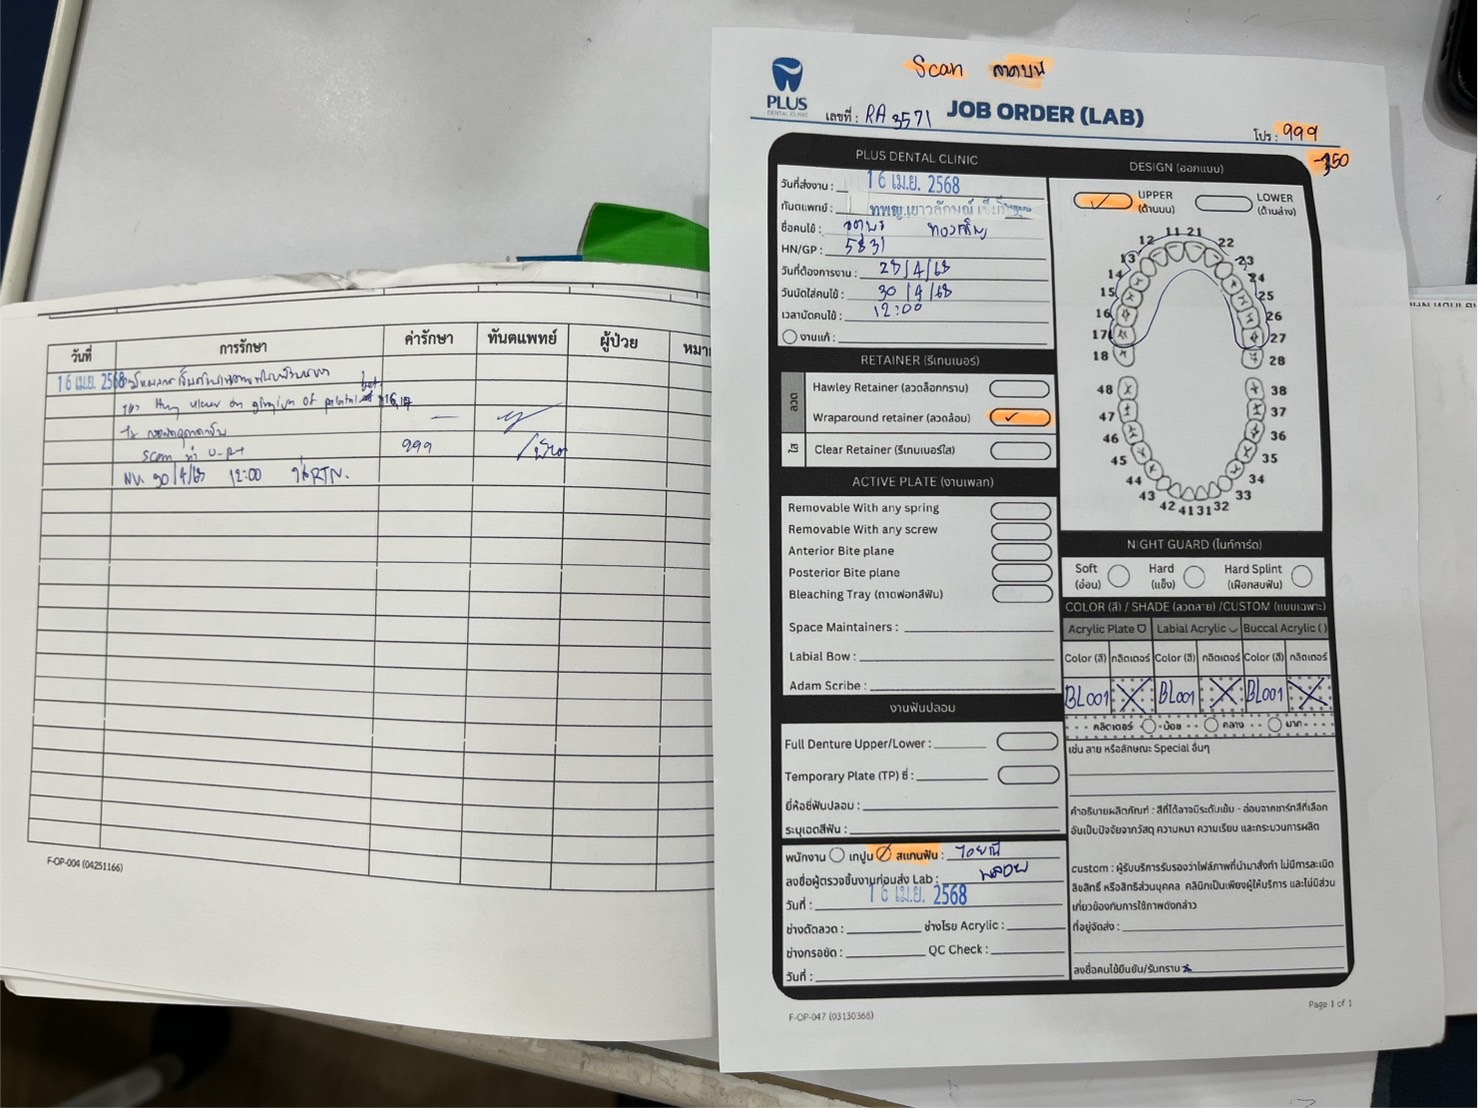 วันที่ การรักษา ค่ารักษา ทันตแพทย์ ผู้ป่วย หมา
16 เม.ย. 2568
on of palatal 16, 17
Scan ทำ 999
NV. 30/4/68 12:00 RTN.
F-OP-004 (04251166)
Scan ลวดบน
PLUS
DENTAL CLINIC
เลขที่ : RA 3571 JOB ORDER (LAB) โปร : 999
-350
PLUS DENTAL CLINIC
วันที่ส่งงาน : 16 เม.ย. 2568
ทันตแพทย์ : ทพญ.เยาวลักษณ์
ชื่อคนไข้ :
HN/GP : 5831
วันที่ต้องการงาน : 28/4/68
วันนัดใส่คนไข้ : 30/4/68
เวลานัดคนไข้ : 12:00
งานแก้ :
RETAINER (รีเทนเนอร์)
ลวด
Hawley Retainer (ลวดล็อกกราม)
Wraparound retainer (ลวดล้อม) ✓
ใส Clear Retainer (รีเทนเนอร์ใส)
ACTIVE PLATE (งานเพลท)
Removable With any spring
Removable With any screw
Anterior Bite plane
Posterior Bite plane
Bleaching Tray (ถาดฟอกสีฟัน)
Space Maintainers :
Labial Bow :
Adam Scribe :
งานฟันปลอม
Full Denture Upper/Lower :
Temporary Plate (TP) ซี่ :
ยี่ห้อซี่ฟันปลอม :
ระบุเฉดสีฟัน :
พนักงาน เทปูน สแกนฟัน :
ลงชื่อผู้ตรวจชิ้นงานก่อนส่ง Lab :
วันที่ : 16 เม.ย. 2568
ช่างดัดลวด : ช่างโรย Acrylic :
ช่างกรอขัด : QC Check :
วันที่ :
F-OP-047 (03130368)
DESIGN (ออกแบบ)
✓ UPPER (ด้านบน) LOWER (ด้านล่าง)
11 21
12 22
13 23
14 24
15 25
16 26
17 27
18 28
48 38
47 37
46 36
45 35
44 34
43 33
42 41 31 32
NIGHT GUARD (ไนท์การ์ด)
Soft (อ่อน) Hard (แข็ง) Hard Splint (เฝือกสบฟัน)
COLOR (สี) / SHADE (ลวดลาย) /CUSTOM (แบบเฉพาะ)
Acrylic Plate Labial Acrylic Buccal Acrylic ( )
Color (สี) กลิตเตอร์ Color (สี) กลิตเตอร์ Color (สี) กลิตเตอร์
BL001 BL001 BL001
กลิตเตอร์ น้อย กลาง มาก
เช่น ลาย หรือลักษณะ Special อื่นๆ
คำอธิบายผลิตภัณฑ์ : สีที่ได้อาจมีระดับเข้ม - อ่อนจากชาร์ทสีที่เลือก
อันเป็นปัจจัยจากวัสดุ ความหนา ความเรียบ และกระบวนการผลิต
custom : ผู้รับบริการรับรองว่าไฟล์ภาพที่นำมาสั่งทำ ไม่มีการละเมิด
ลิขสิทธิ์ หรือสิทธิส่วนบุคคล คลินิกเป็นเพียงผู้ให้บริการ และไม่มีส่วน
เกี่ยวข้องกับการใช้ภาพดังกล่าว
ที่อยู่จัดส่ง :
ลงชื่อคนไข้ยืนยัน/รับทราบ
Page 1 of 1